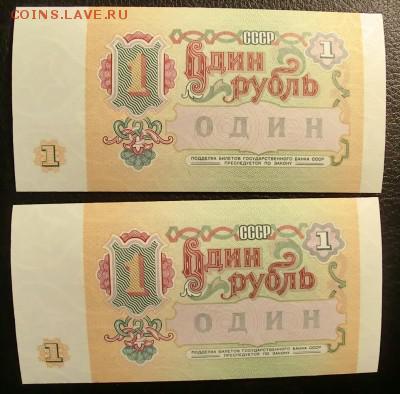 COINS.LAVE.RU
СССР
1
1
Один
рубль
ОДИН
1
ПОДДЕЛКА БИЛЕТОВ ГОСУДАРСТВЕННОГО БАНКА СССР
ПРЕСЛЕДУЕТСЯ ПО ЗАКОНУ
СССР
1
1
Один
рубль
ОДИН
1
ПОДДЕЛКА БИЛЕТОВ ГОСУДАРСТВЕННОГО БАНКА СССР
ПРЕСЛЕДУЕТСЯ ПО ЗАКОНУ